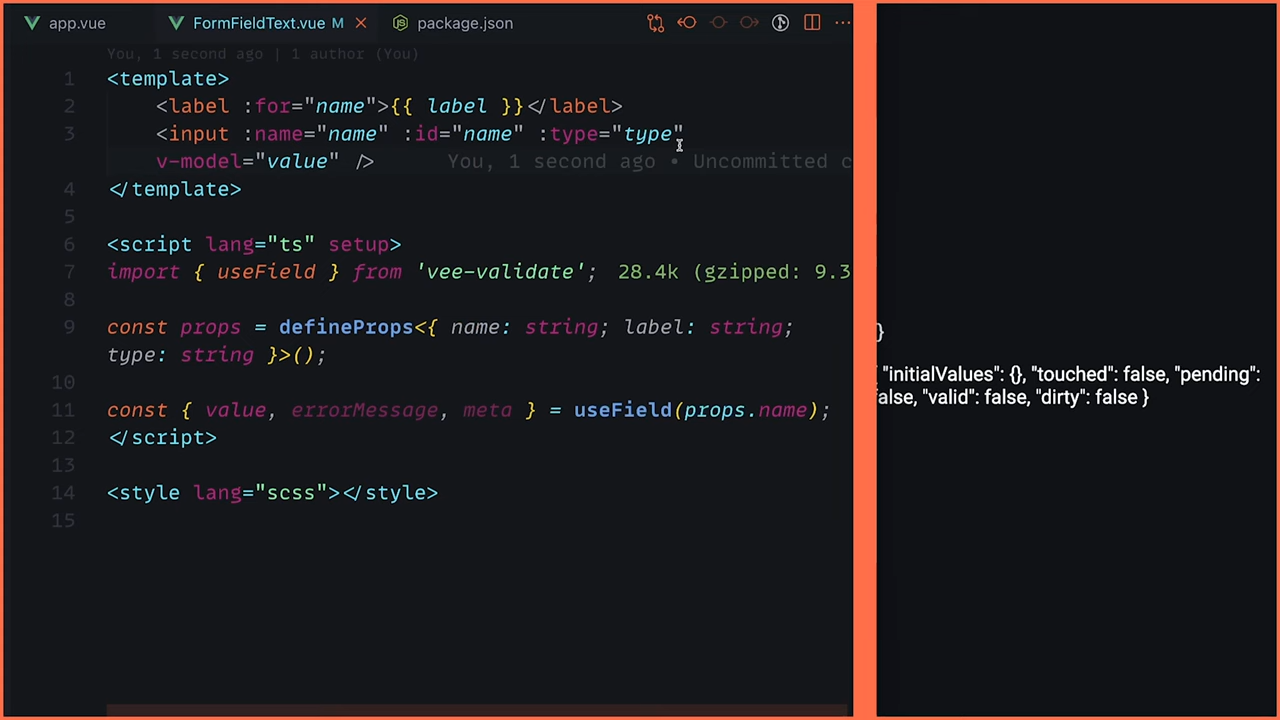 app.vue FormFieldText.vue M package.json ...
You, 1 second ago | 1 author (You)
1 <template>
2 <label :for="name">{{ label }}</label>
3 <input :name="name" :id="name" :type="type"
v-model="value" /> You, 1 second ago • Uncommitted c
4 </template>
5
6 <script lang="ts" setup>
7 import { useField } from 'vee-validate'; 28.4k (gzipped: 9.3
8
9 const props = defineProps<{ name: string; label: string;
type: string }>();
10
11 const { value, errorMessage, meta } = useField(props.name);
12 </script>
13
14 <style lang="scss"></style>
15
}
{ "initialValues": {}, "touched": false, "pending":
false, "valid": false, "dirty": false }